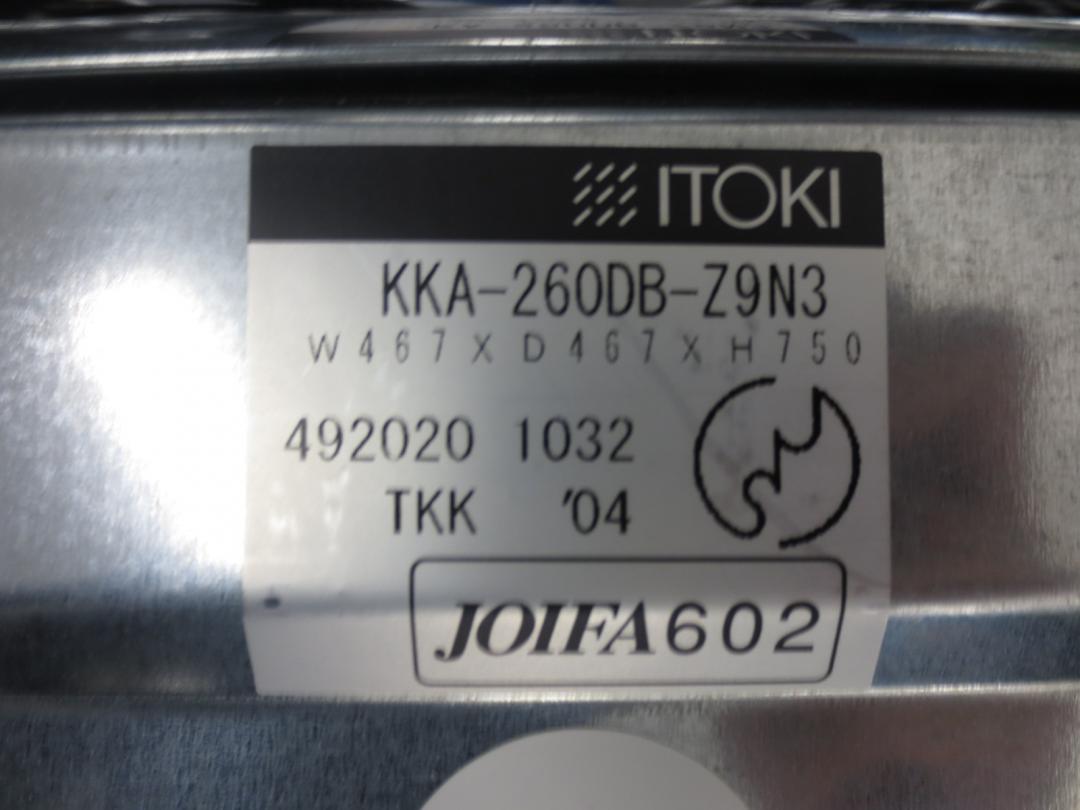 ITOKI
KKA-260DB-Z9N3
W467XD467XH750
492020 1032
TKK '04
JOIFA602